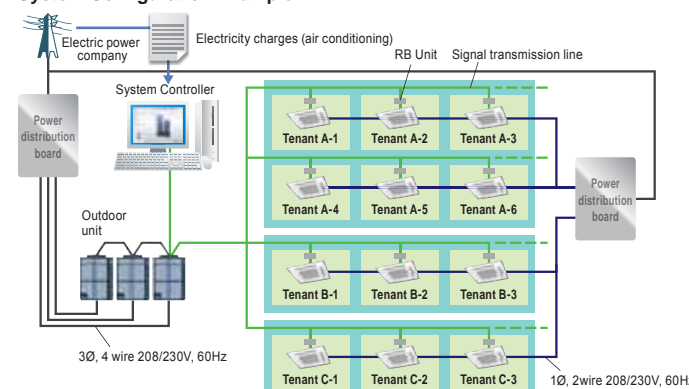 Electric power
company
Electricity charges (air conditioning)
RB Unit
Signal transmission line
System Controller
Power
distribution
board
Tenant A-1
Tenant A-2
Tenant A-3
Tenant A-4
Tenant A-5
Tenant A-6
Power
distribution
board
Outdoor
unit
Tenant B-1
Tenant B-2
Tenant B-3
3Ø, 4 wire 208/230V, 60Hz
Tenant C-1
Tenant C-2
Tenant C-3
1Ø, 2wire 208/230V, 60H